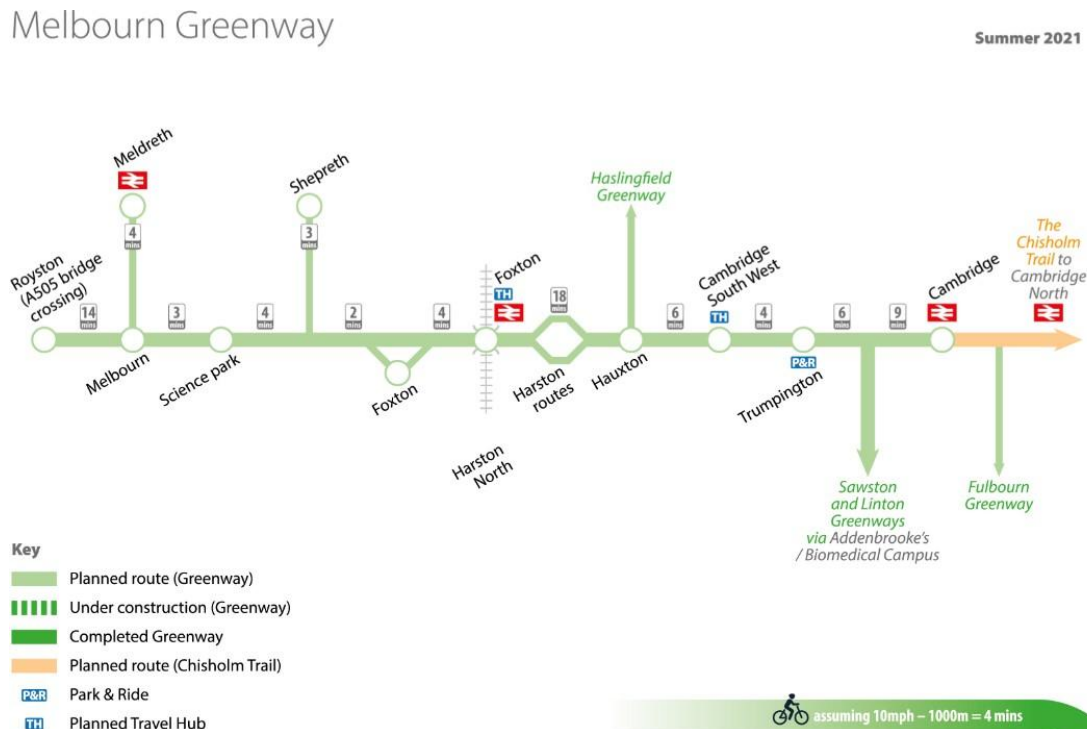 Melbourn Greenway
Summer 2021
Meldreth
Shepreth
Haslingfield
Greenway
The
Chisholm
Trail to
Cambridge
North
Royston
(A505 bridge
crossing)
Foxton
TH
Cambridge
South West
TH
Cambridge
4
mins
3
mins
14
mins
3
mins
4
mins
2
mins
4
mins
18
mins
6
mins
4
mins
6
mins
9
mins
Melbourn
Science park
Foxton
Harston
routes
Hauxton
P&R
Trumpington
Harston
North
Sawston
and Linton
Greenways
via Addenbrooke's
/ Biomedical Campus
Fulbourn
Greenway
Key
Planned route (Greenway)
Under construction (Greenway)
Completed Greenway
Planned route (Chisholm Trail)
P&R Park & Ride
TH Planned Travel Hub
assuming 10mph – 1000m = 4 mins